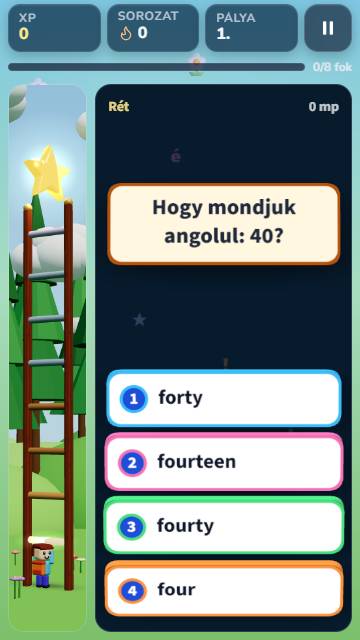 XP
0
SOROZAT
0
PÁLYA
1.
0/8 fok
Rét
0 mp
é
Hogy mondjuk
angolul: 40?
1 forty
2 fourteen
3 fourty
4 four